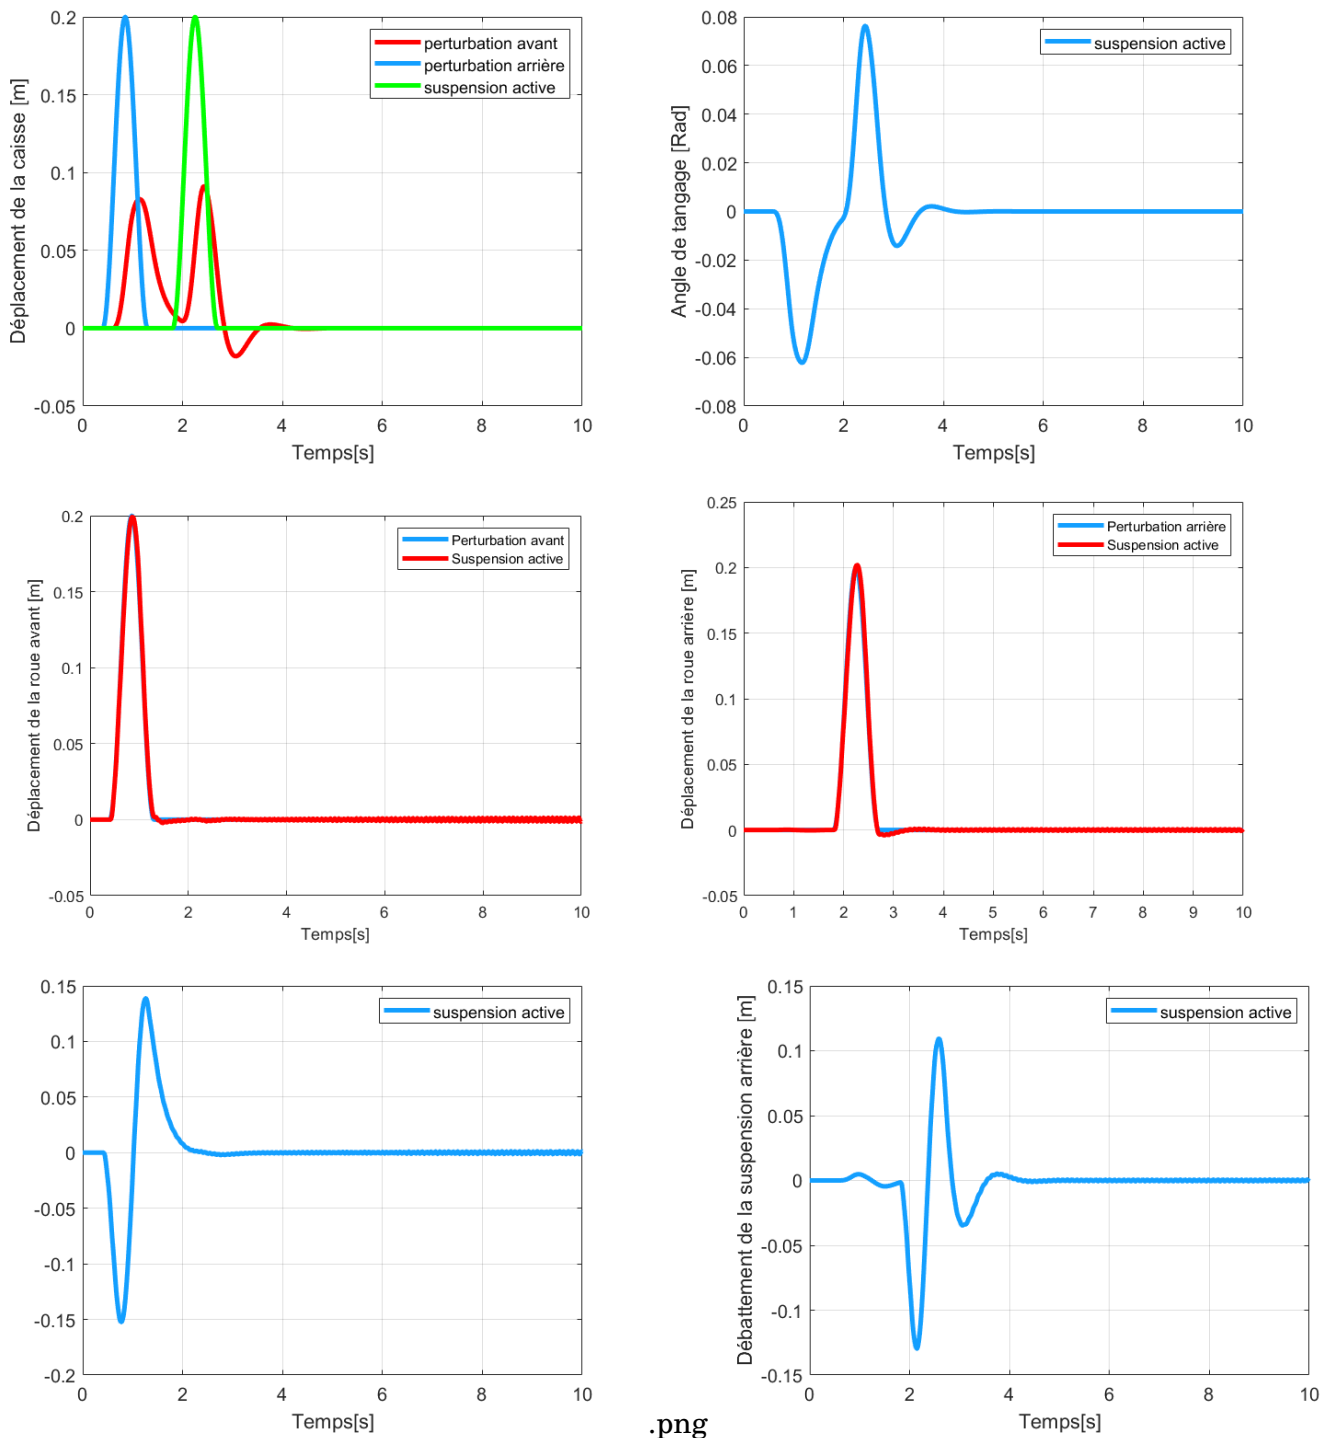 Déplacement de la caisse [m]
0.2
0.15
0.1
0.05
0
-0.05
perturbation avant
perturbation arrière
suspension active
0 2 4 6 8 10
Temps[s]
Angle de tangage [Rad]
0.08
0.06
0.04
0.02
0
-0.02
-0.04
-0.06
-0.08
suspension active
0 2 4 6 8 10
Temps[s]
Déplacement de la roue avant [m]
0.2
0.15
0.1
0.05
0
-0.05
Perturbation avant
Suspension active
0 2 4 6 8 10
Temps[s]
Déplacement de la roue arrière [m]
0.25
0.2
0.15
0.1
0.05
0
-0.05
Perturbation arrière
Suspension active
0 1 2 3 4 5 6 7 8 9 10
Temps[s]
0.15
0.1
0.05
0
-0.05
-0.1
-0.15
-0.2
suspension active
0 2 4 6 8 10
Temps[s]
.png
Débattement de la suspension arrière [m]
0.15
0.1
0.05
0
-0.05
-0.1
-0.15
suspension active
0 2 4 6 8 10
Temps[s]